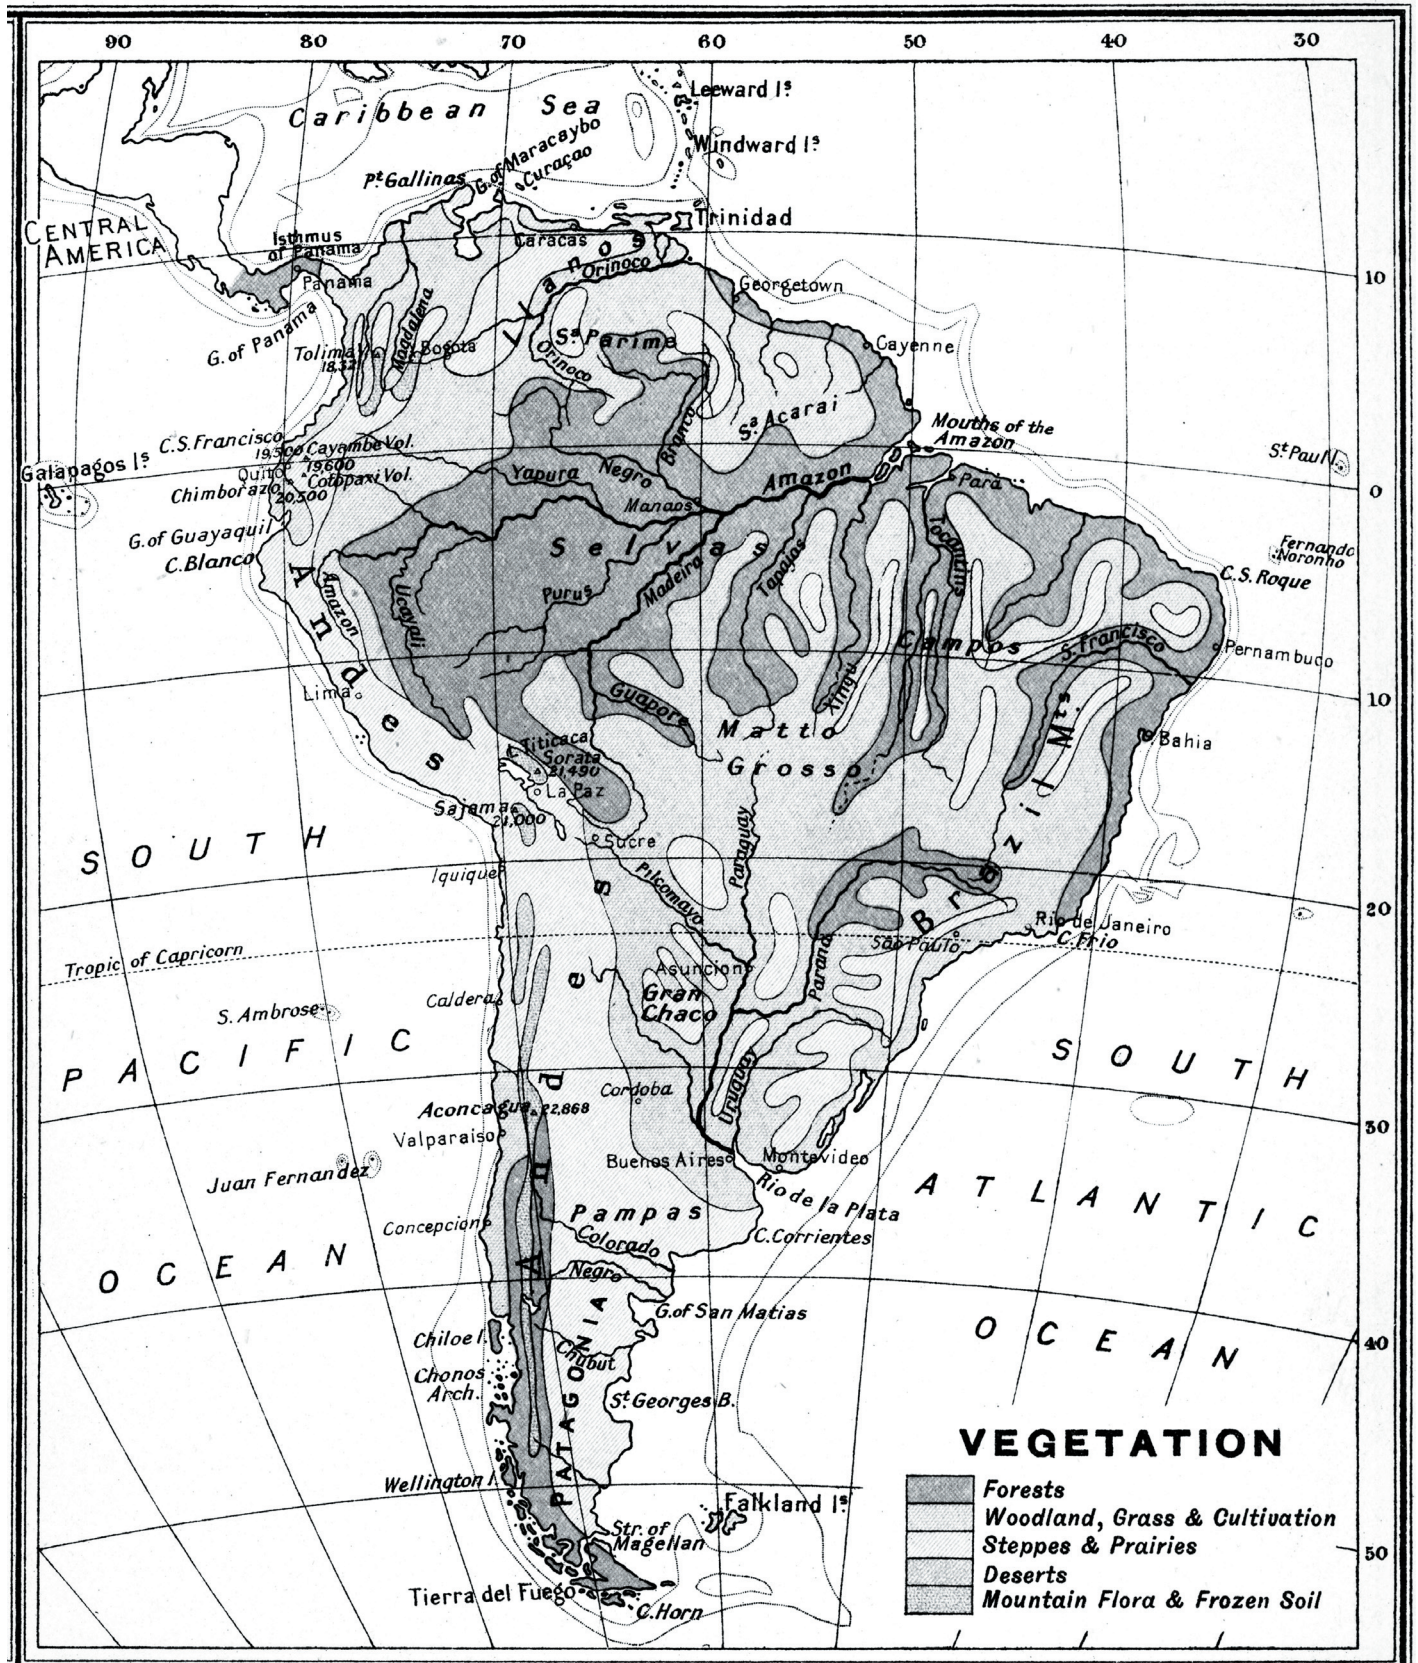 90 80 70 60 50 40 30
Caribbean Sea
Leeward Is.
Windward Is.
G. of Maracaybo
Curaçao
Pt. Gallinas
Trinidad
CENTRAL
AMERICA
Isthmus
of Panama
Caracas
Llanos
Orinoco
10
Panama
Georgetown
G. of Panama
Magdalena
Tolima
Bogota
Sa. Parima
Orinoco
Cayenne
Branco
Sa. Acarai
Mouths of the
Amazon
C.S. Francisco
19,500
Cayambe Vol.
St Paul I.
Galapagos Is.
Quito
19,600
Cotopaxi Vol.
Chimborazo
20,500
Yapura
Negro
Amazon
Pará
0
Manaos
G. of Guayaquil
C. Blanco
Selvas
Tapajos
Tocantins
Fernando
Noronho
C.S. Roque
Andes
Amazon
Ucayali
Purus
Madeira
Campos
S. Francisco
Pernambuco
Lima
Guapore
Xingu
10
Matto
Grosso
Bahia
L. Titicaca
Sorata
21,490
La Paz
Sajama
21,000
Brazil Mts.
SOUTH
Sucre
Paraguay
Iquique
Pilcomayo
20
Rio de Janeiro
C. Frio
São Paulo
Tropic of Capricorn
Parana
Asuncion
Gran
Chaco
Caldera
S. Ambrose
PACIFIC
SOUTH
Andes
Cordoba
Uruguay
Aconcagua 22,868
Valparaiso
30
Buenos Aires
Montevideo
Juan Fernandez
Rio de la Plata
ATLANTIC
Concepcion
Pampas
Colorado
C. Corrientes
OCEAN
Negro
G. of San Matias
OCEAN
Chiloe I.
40
Chubut
PATAGONIA
Chonos
Arch.
St. Georges B.
VEGETATION
Wellington I.
Forests
Falkland Is.
Woodland, Grass & Cultivation
Str. of
Magellan
Steppes & Prairies
50
Deserts
Tierra del Fuego
Mountain Flora & Frozen Soil
C. Horn